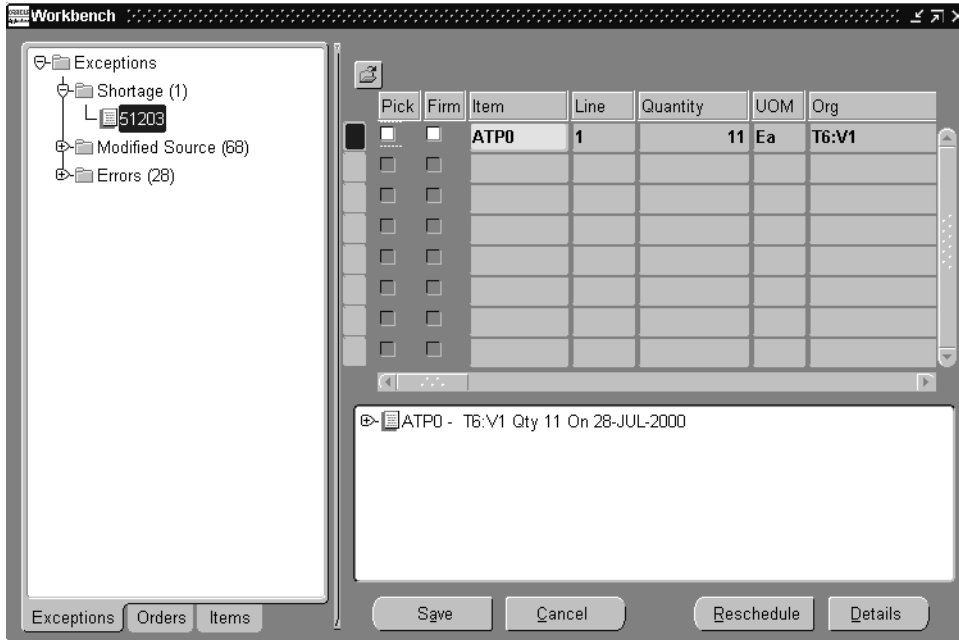 Workbench
Exceptions
Shortage (1)
51203
Modified Source (68)
Errors (28)
Pick Firm Item Line Quantity UOM Org
ATP0 1 11 Ea T6:V1
ATP0 - T6:V1 Qty 11 On 28-JUL-2000
Exceptions Orders Items
Save Cancel Reschedule Details